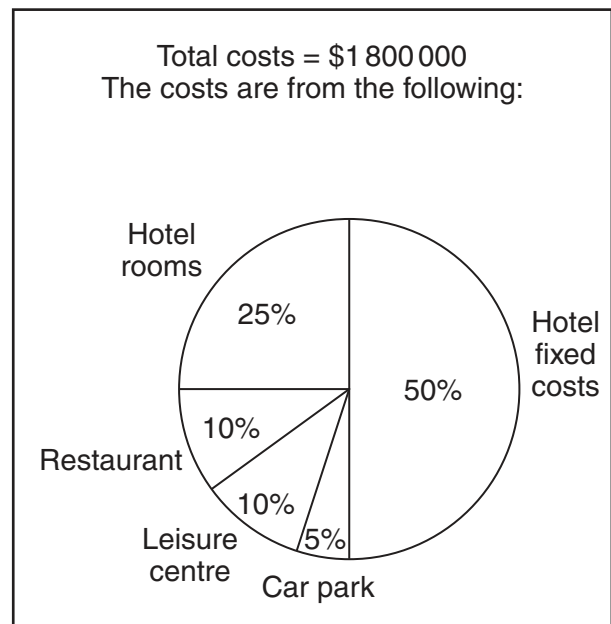 Total costs = $1 800 000
The costs are from the following:
Hotel
rooms
25%
Hotel
fixed
costs
50%
10%
Restaurant
10%
Leisure
centre
5%
Car park